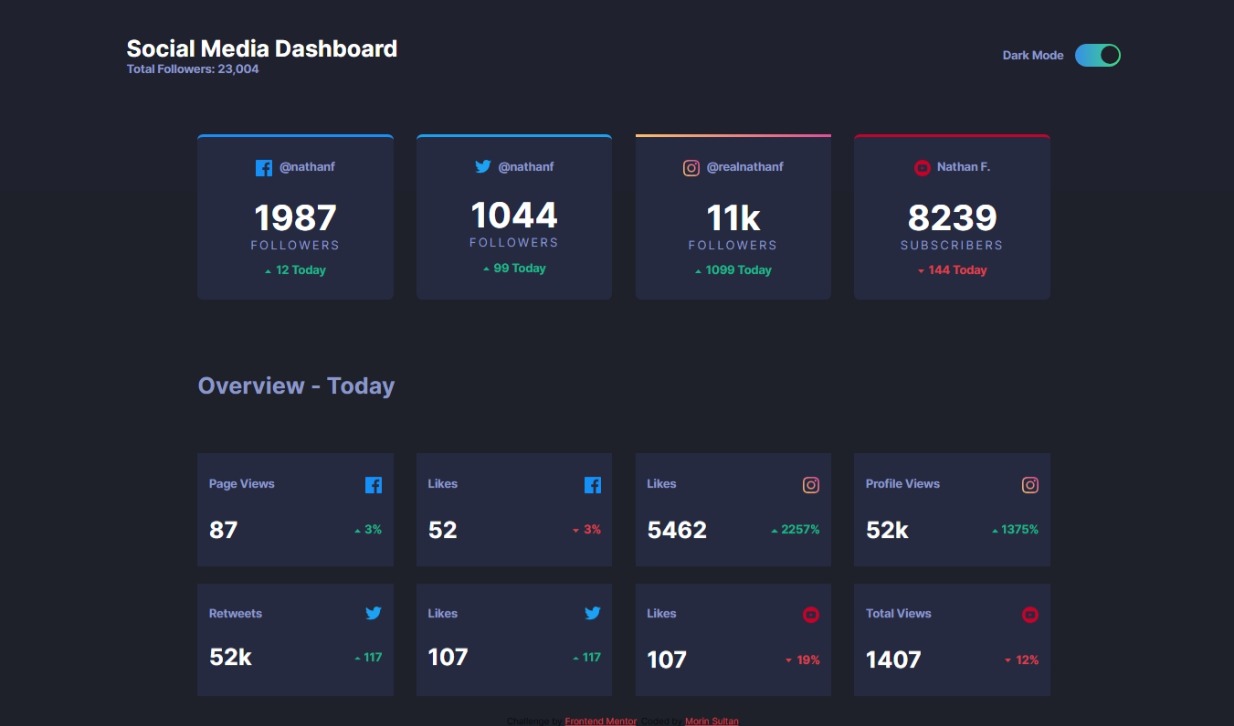 Social Media Dashboard
Total Followers: 23,004
Dark Mode
@nathanf
1987
FOLLOWERS
12 Today
@nathanf
1044
FOLLOWERS
99 Today
@realnathanf
11k
FOLLOWERS
1099 Today
Nathan F.
8239
SUBSCRIBERS
144 Today
Overview - Today
Page Views
87
3%
Likes
52
3%
Likes
5462
2257%
Profile Views
52k
1375%
Retweets
52k
117
Likes
107
117
Likes
107
19%
Total Views
1407
12%
Challenge by Frontend Mentor. Coded by Morin Sultan